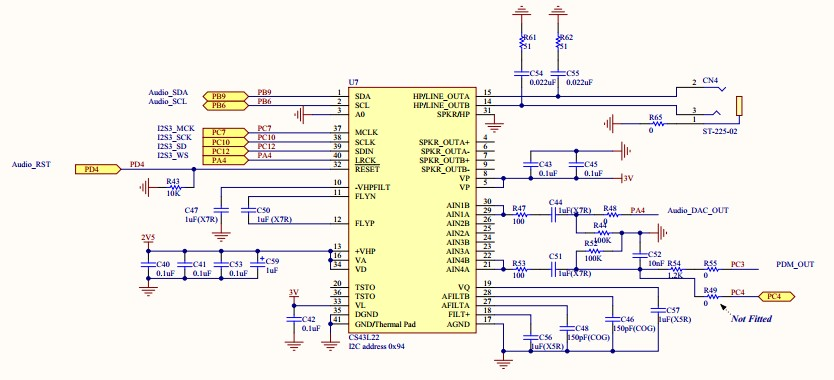 R61
51
R62
51
C54
0.022uF
C55
0.022uF
U7
CN4
Audio_SDA PB9 PB9 1 SDA HP/LINE_OUTA 15 2
Audio_SCL PB6 PB6 2 SCL HP/LINE_OUTB 14 3
3 A0 SPKR/HP 31 1
R65
0
ST-225-02
I2S3_MCK PC7 PC7 37 MCLK SPKR_OUTA+ 4
I2S3_SCK PC10 PC10 38 SCLK SPKR_OUTA- 6
I2S3_SD PC12 PC12 39 SDIN SPKR_OUTB+ 7
I2S3_WS PA4 PA4 40 LRCK SPKR_OUTB- 9
Audio_RST PD4 PD4 32 RESET
R43
10K
C43
0.1uF
C45
0.1uF
VP 8 3V
VP 5
10 -VHPFILT
11 FLYN
C47
1uF(X7R)
C50
1uF (X7R)
12 FLYP
AIN1B 30
AIN1A 29
AIN2B 26
AIN2A 25
AIN3B 24
AIN3A 23
AIN4B 22
AIN4A 21
R47
100
C44
1uF(X7R)
R48
0
PA4 Audio_DAC_OUT
R44
100K
R52
100K
R53
100
C51
1uF(X7R)
C52
10nF
R54
1.2K
R55
0
PC3 PDM_OUT
R49
0
PC4 PC4
Not Fitted
2V5
13 +VHP
16 VA
34 VD
C40
0.1uF
C41
0.1uF
C53
0.1uF
C59
1uF
20 TSTO VQ 19
36 TSTO AFILTB 28
33 VL AFILTA 27
35 DGND FILT+ 18
41 GND/Thermal Pad AGND 17
3V
C42
0.1uF
C56
1uF(X5R)
C48
150pF(COG)
C46
150pF(COG)
C57
1uF(X5R)
CS43L22
I2C address 0x94